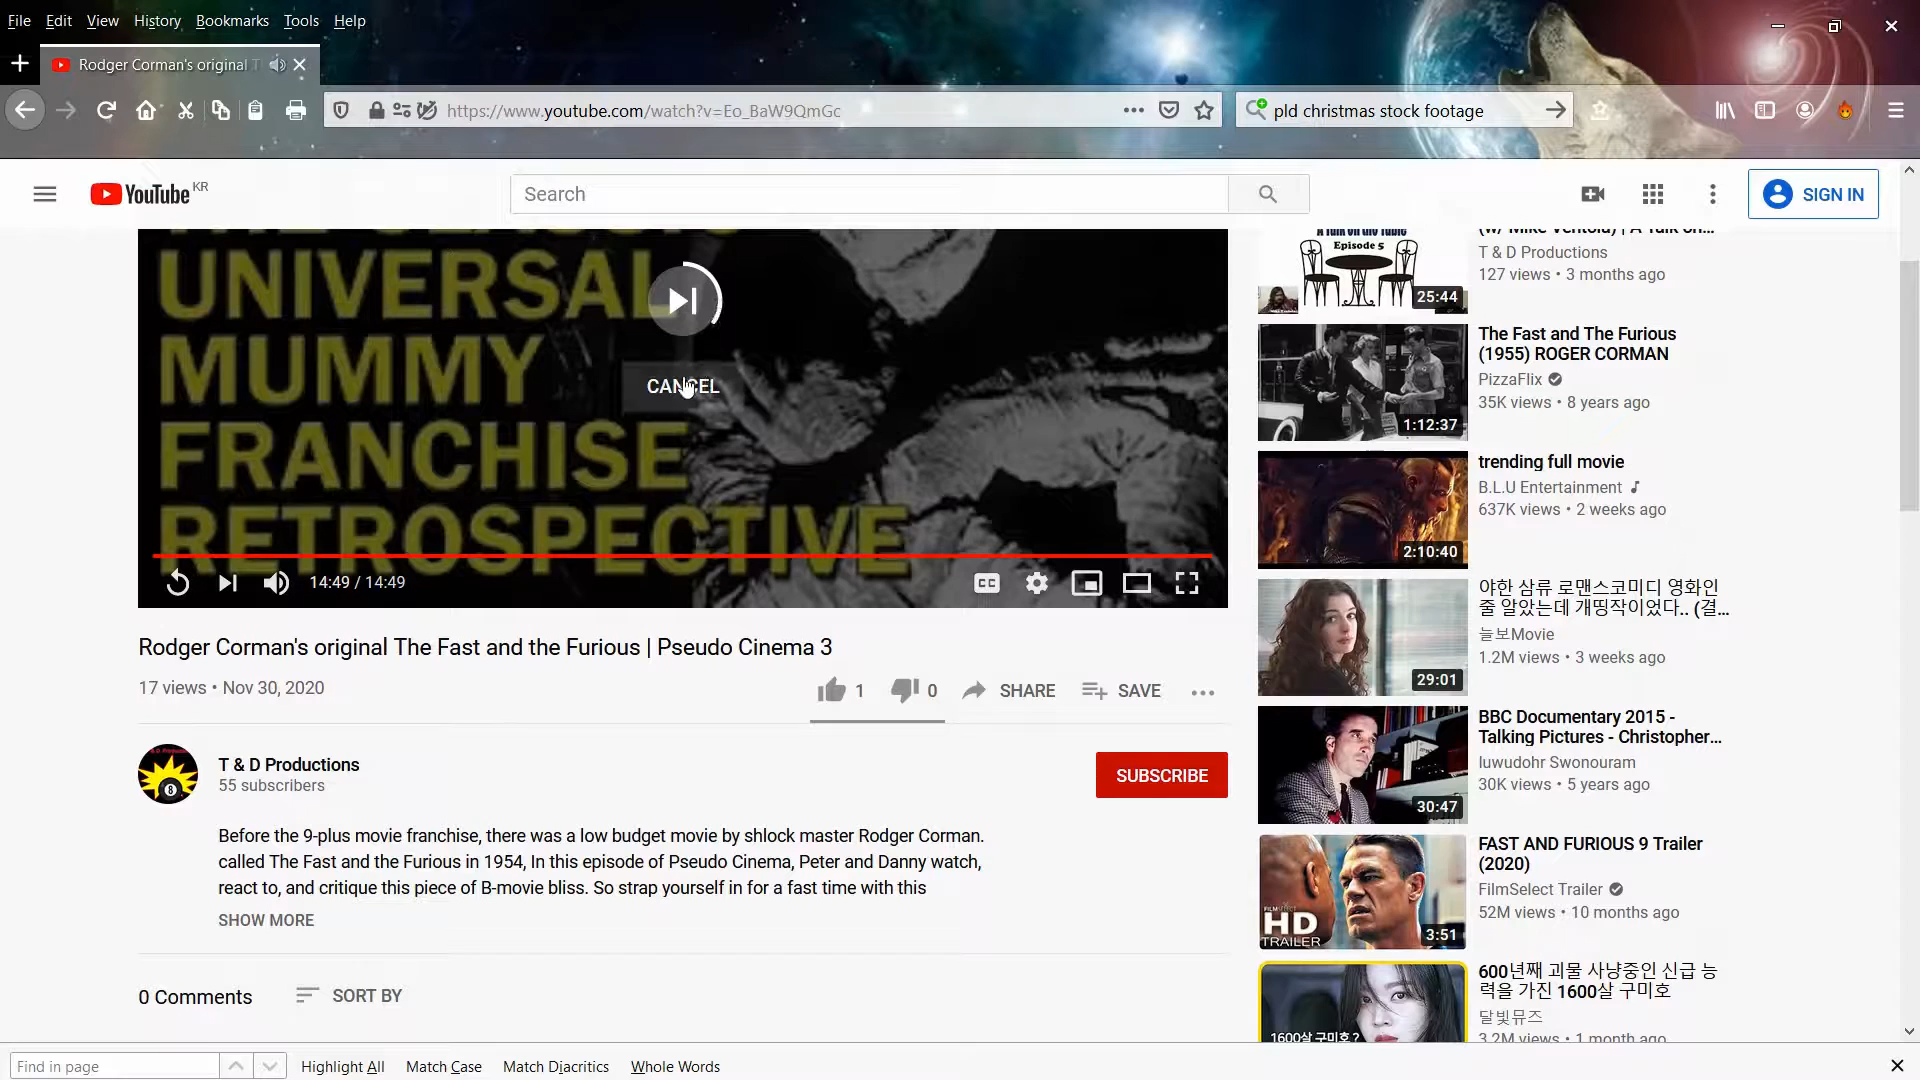 File Edit View History Bookmarks Tools Help
Rodger Corman's original T
https://www.youtube.com/watch?v=Eo_BaW9QmGc
pld christmas stock footage
YouTube KR
Search
SIGN IN
UNIVERSAL
MUMMY
FRANCHISE
RETROSPECTIVE
CANCEL
14:49 / 14:49
CC
Rodger Corman's original The Fast and the Furious | Pseudo Cinema 3
17 views • Nov 30, 2020
1 0 SHARE SAVE
T & D Productions
55 subscribers
SUBSCRIBE
Before the 9-plus movie franchise, there was a low budget movie by shlock master Rodger Corman.
called The Fast and the Furious in 1954, In this episode of Pseudo Cinema, Peter and Danny watch,
react to, and critique this piece of B-movie bliss. So strap yourself in for a fast time with this
SHOW MORE
0 Comments SORT BY
Episode 5
25:44
T & D Productions
127 views • 3 months ago
The Fast and The Furious
(1955) ROGER CORMAN
PizzaFlix
35K views • 8 years ago
1:12:37
trending full movie
B.L.U Entertainment
637K views • 2 weeks ago
2:10:40
야한 삼류 로맨스코미디 영화인
줄 알았는데 개띵작이었다.. (결...
늘보Movie
1.2M views • 3 weeks ago
29:01
BBC Documentary 2015 -
Talking Pictures - Christopher...
luwudohr Swonouram
30K views • 5 years ago
30:47
FAST AND FURIOUS 9 Trailer
(2020)
FilmSelect Trailer
52M views • 10 months ago
HD
TRAILER
3:51
600년째 괴물 사냥중인 신급 능
력을 가진 1600살 구미호
달빛뮤즈
3.2M views • 1 month ago
1600살 구미호?
Find in page
Highlight All Match Case Match Diacritics Whole Words